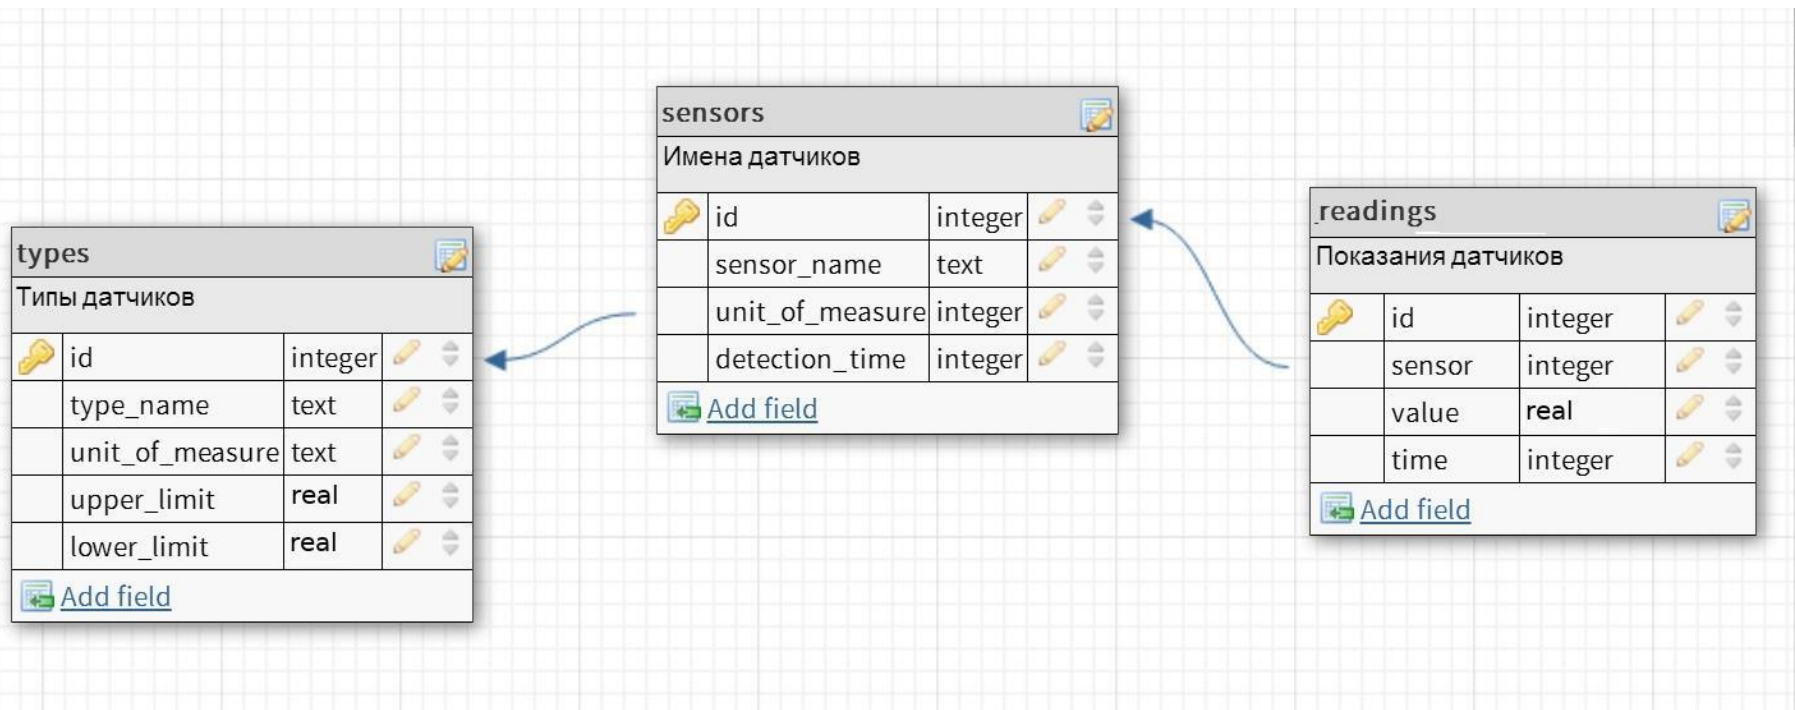 types
Типы датчиков
id integer
type_name text
unit_of_measure text
upper_limit real
lower_limit real
Add field
sensors
Имена датчиков
id integer
sensor_name text
unit_of_measure integer
detection_time integer
Add field
_readings
Показания датчиков
id integer
sensor integer
value real
time integer
Add field